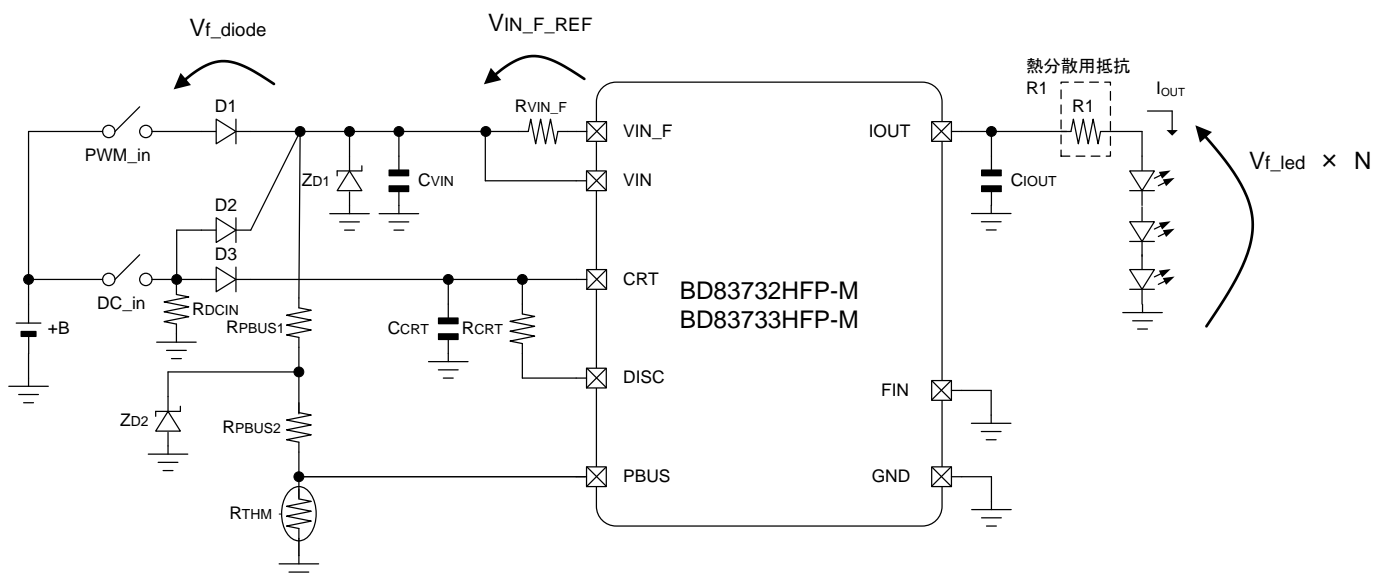 Vf_diode
VIN_F_REF
熱分散用抵抗
R1
IOUT
D1
RVIN_F
R1
VIN_F
IOUT
PWM_in
ZD1
CVIN
VIN
CIOUT
Vf_led × N
D2
D3
CRT
DC_in
RDCIN
RPBUS1
CCRT
RCRT
BD83732HFP-M
BD83733HFP-M
+B
DISC
FIN
ZD2
RPBUS2
PBUS
GND
RTHM